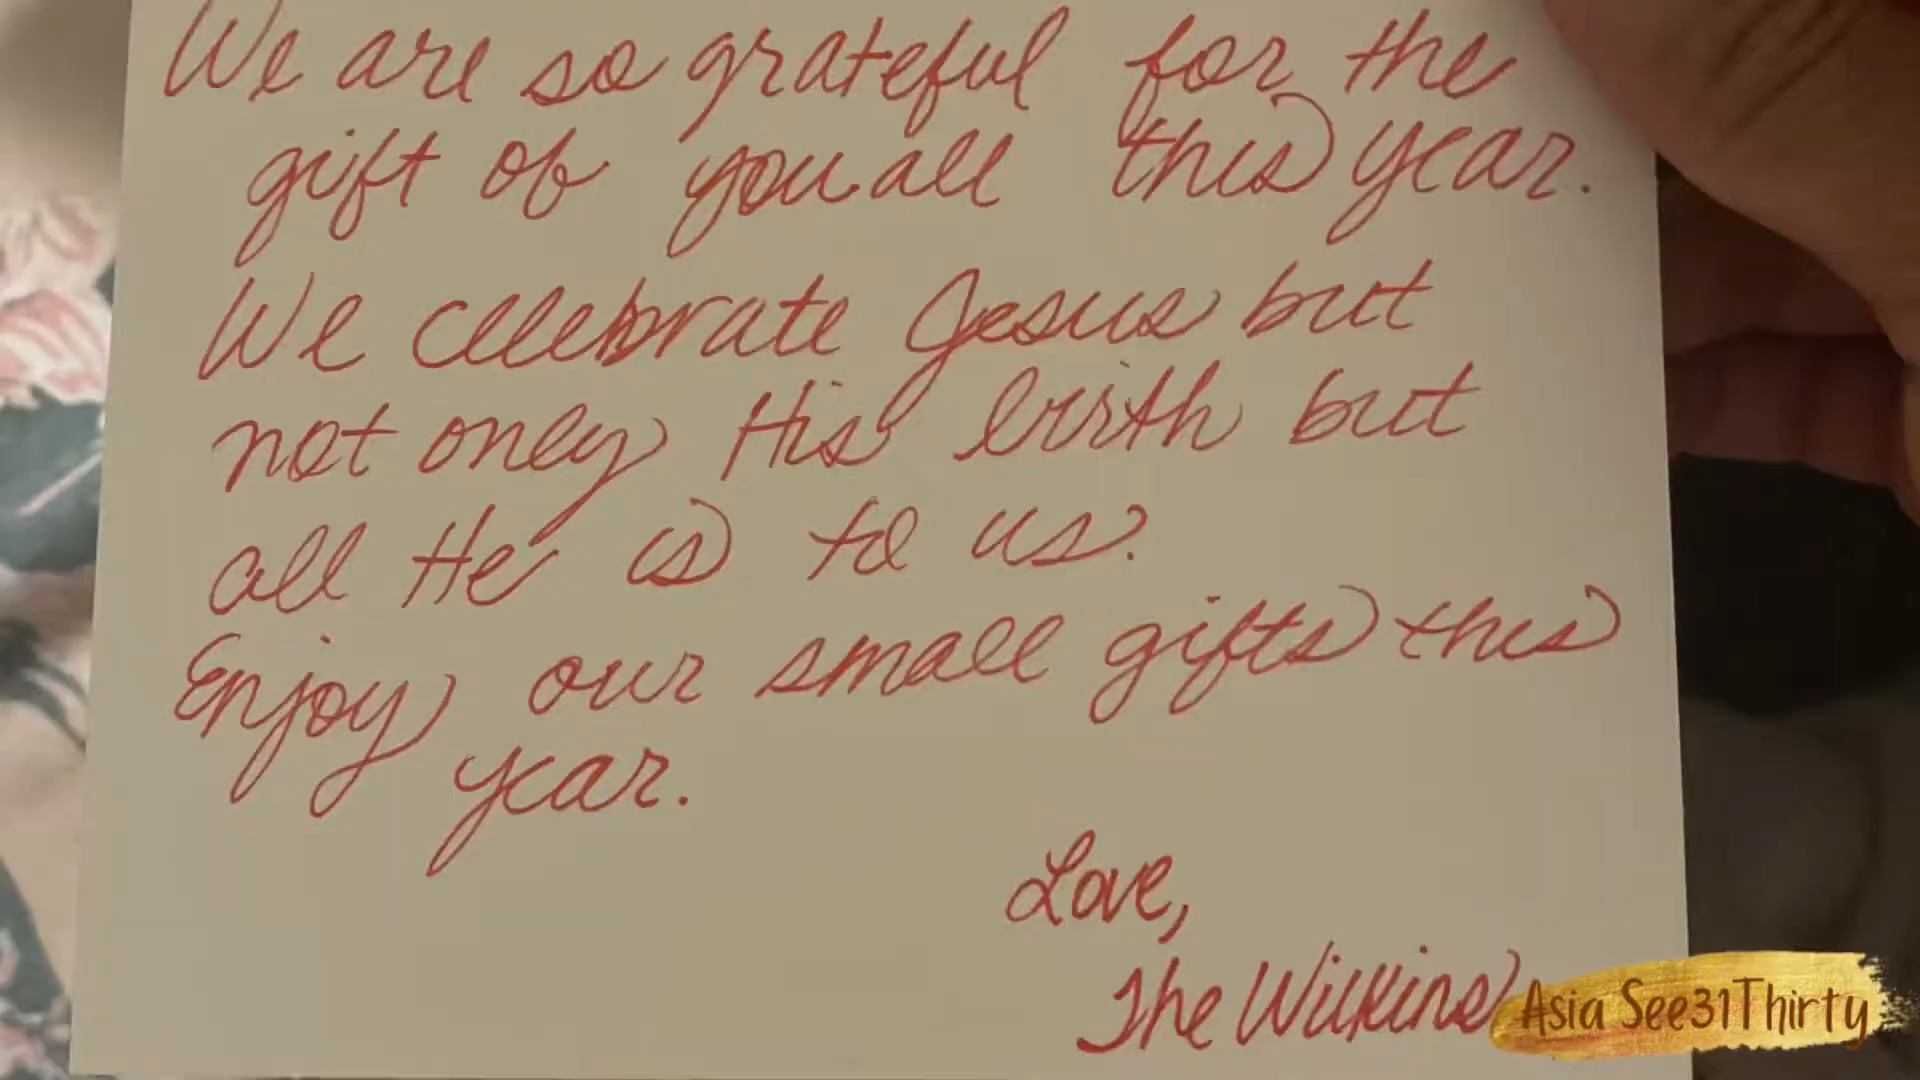 We are so grateful for the
gift of you all this year.
We celebrate Jesus but
not only His birth but
all He is to us.
Enjoy our small gifts this
year.
Love,
The Wilkins
Asia See31Thirty